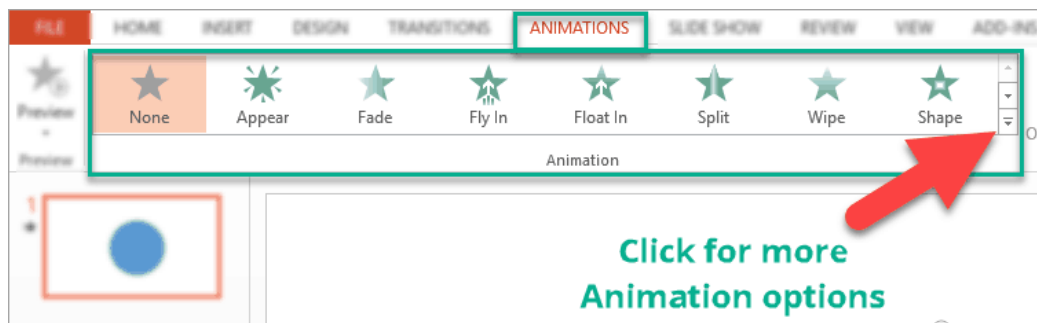 FILE HOME INSERT DESIGN TRANSITIONS ANIMATIONS SLIDE SHOW REVIEW VIEW ADD-INS
Preview
None Appear Fade Fly In Float In Split Wipe Shape
Preview Animation
1
Click for more
Animation options